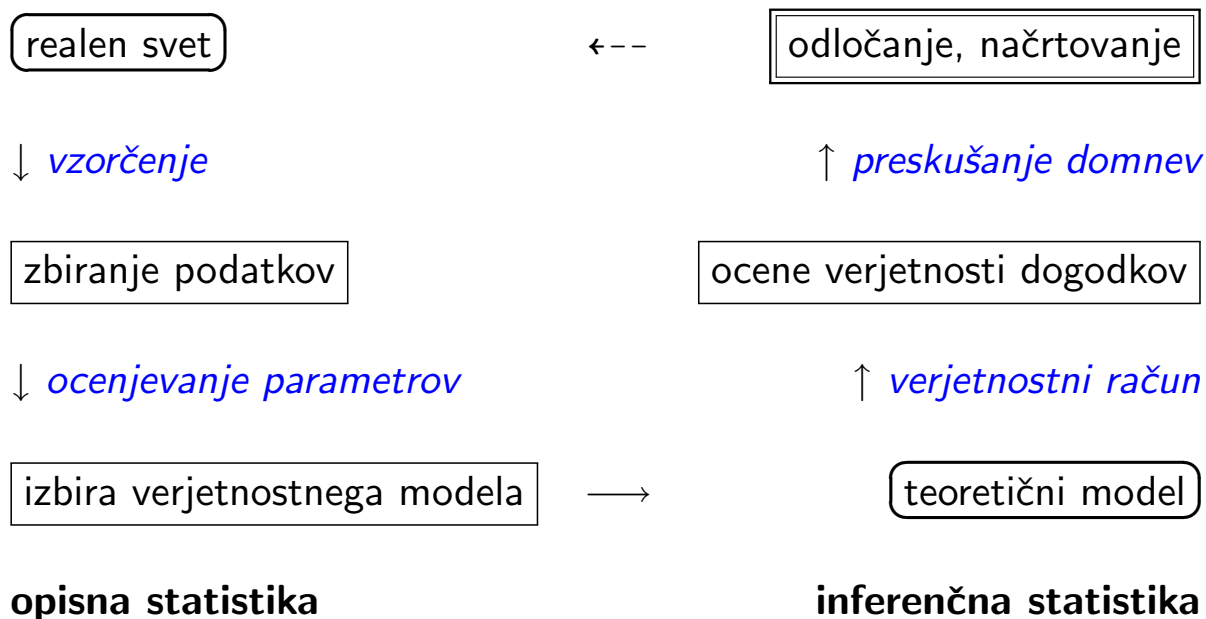 realen svet ⇠ odločanje, načrtovanje
↓ vzorčenje ↑ preskušanje domnev
zbiranje podatkov ocene verjetnosti dogodkov
↓ ocenjevanje parametrov ↑ verjetnostni račun
izbira verjetnostnega modela ⟶ teoretični model
opisna statistika inferenčna statistika